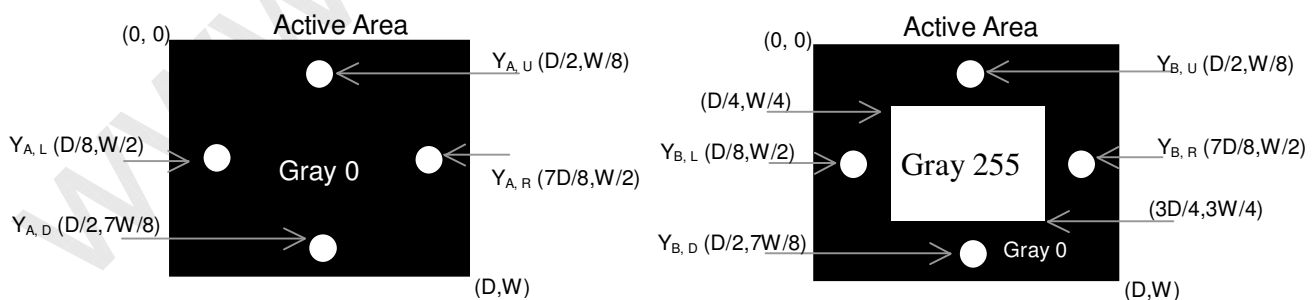 Active Area
(0, 0)
Y A, U (D/2,W/8)
Y A, L (D/8,W/2)
Gray 0
Y A, R (7D/8,W/2)
Y A, D (D/2,7W/8)
(D,W)
Active Area
(0, 0)
Y B, U (D/2,W/8)
(D/4,W/4)
Y B, L (D/8,W/2)
Gray 255
Y B, R (7D/8,W/2)
(3D/4,3W/4)
Y B, D (D/2,7W/8)
Gray 0
(D,W)